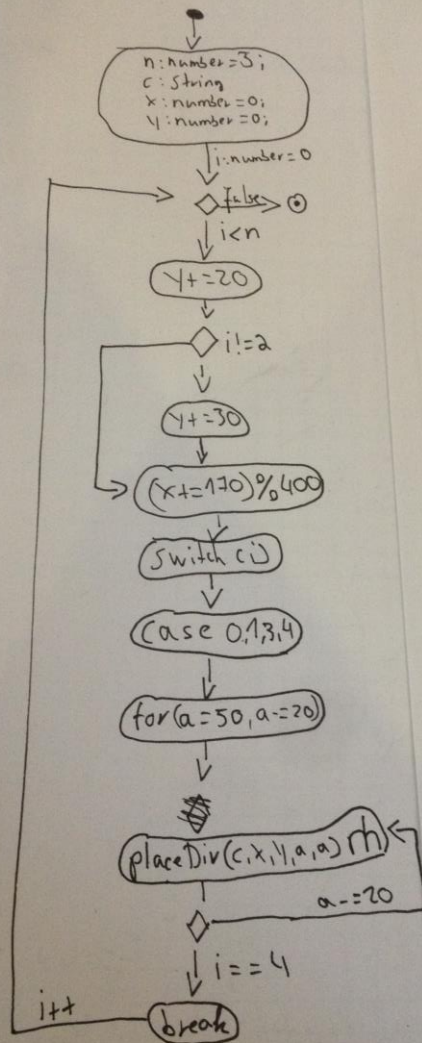 n:number=3;
c:String
x:number=0;
y:number=0;
i:number=0
false
i<n
y+=20
i!=2
y+=30
(x+=170)%400
switch(i)
case 0,1,3,4
for(a=50,a-=20)
placeDiv(c,x,y,a,a)
a-=20
i==4
i++
break